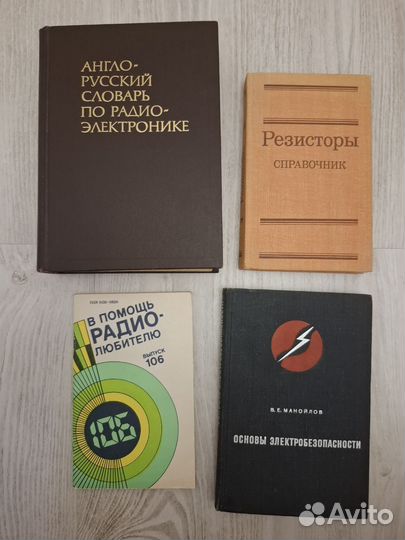 АНГЛО-
РУССКИЙ
СЛОВАРЬ
ПО РАДИО-
ЭЛЕКТРОНИКЕ
Резисторы
СПРАВОЧНИК
В ПОМОЩЬ
РАДИО-
ЛЮБИТЕЛЮ
ВЫПУСК
106
106
В.Е.МАНОЙЛОВ
ОСНОВЫ ЭЛЕКТРОБЕЗОПАСНОСТИ
Avito